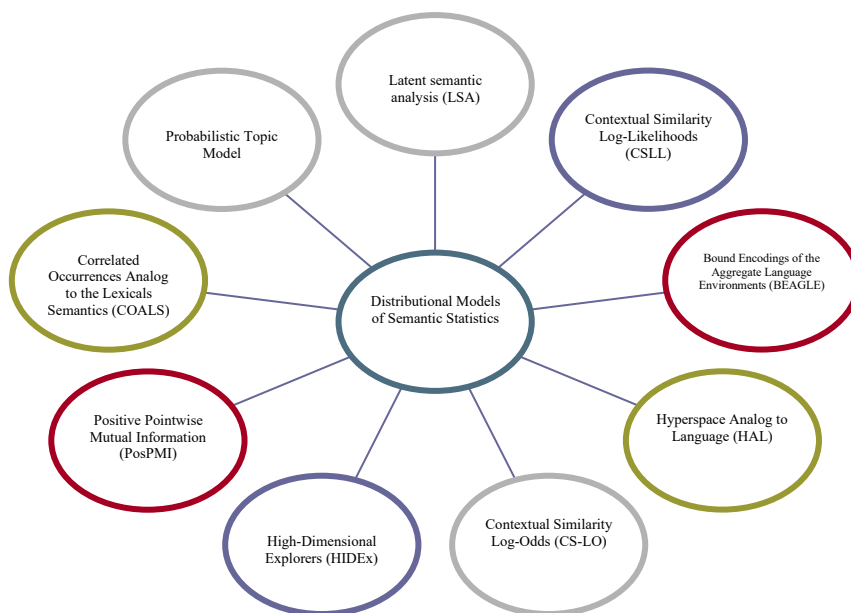 Latent semantic
analysis (LSA)
Contextual Similarity
Log-Likelihoods
(CSLL)
Bound Encodings of the
Aggregate Language
Environments (BEAGLE)
Hyperspace Analog to
Language (HAL)
Contextual Similarity
Log-Odds (CS-LO)
High-Dimensional
Explorers (HIDEx)
Positive Pointwise
Mutual Information
(PosPMI)
Correlated
Occurrences Analog
to the Lexicals
Semantics (COALS)
Probabilistic Topic
Model
Distributional Models
of Semantic Statistics